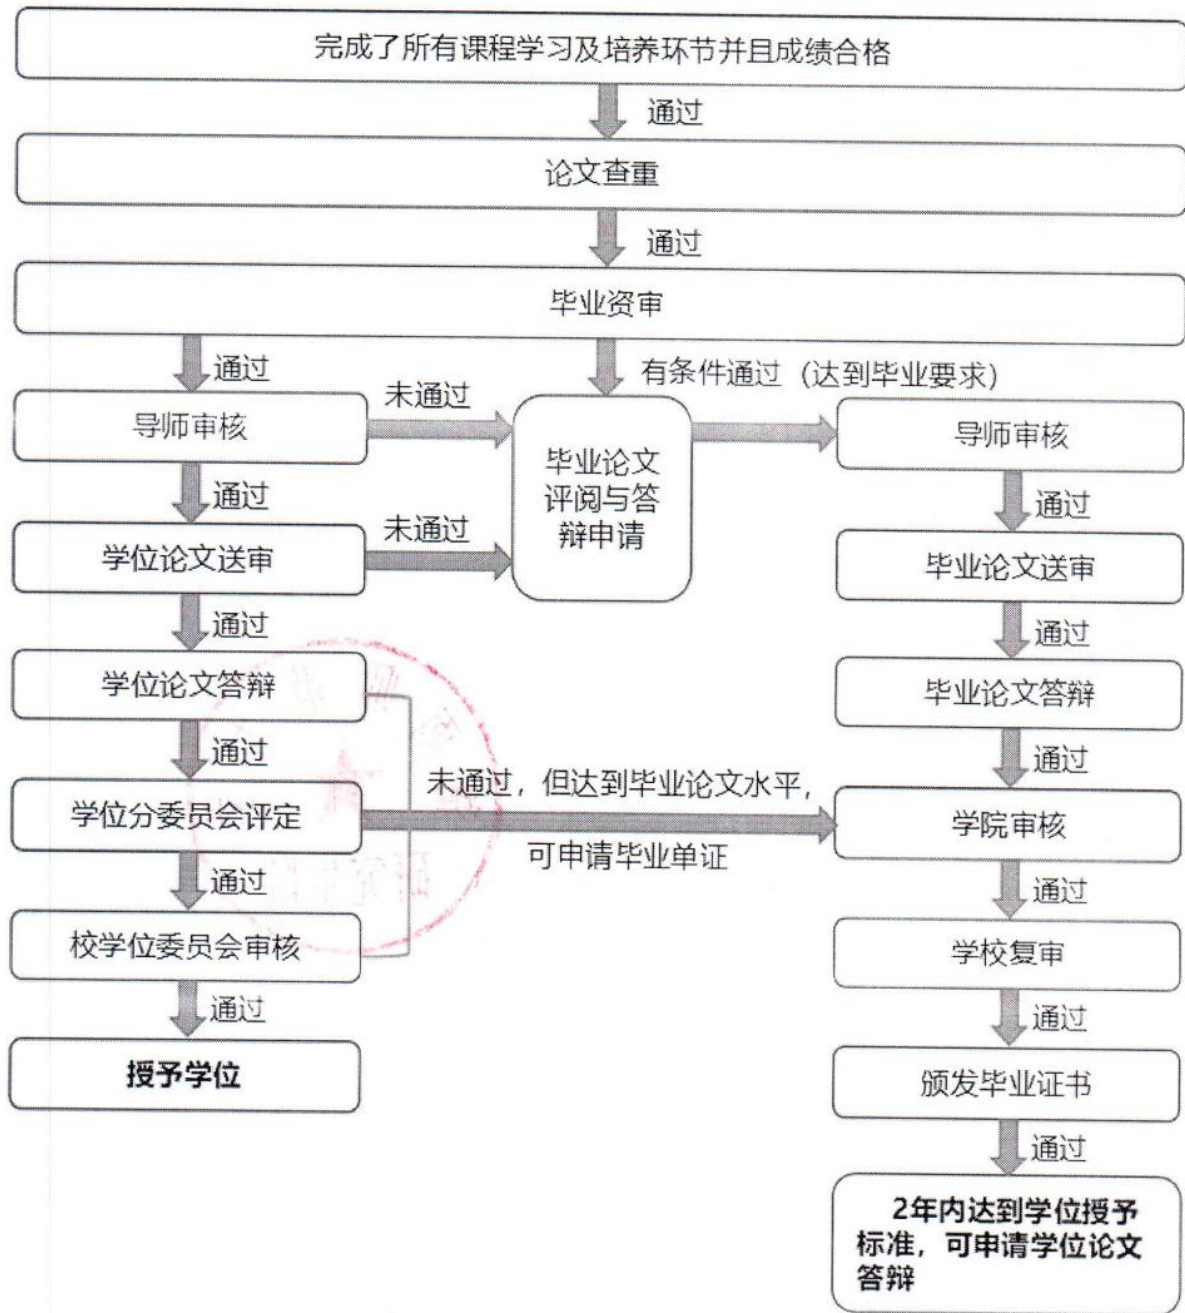 完成了所有课程学习及培养环节并且成绩合格
通过
论文查重
通过
毕业资审
通过
有条件通过（达到毕业要求）
导师审核
未通过
毕业论文
评阅与答
辩申请
导师审核
通过
通过
学位论文送审
未通过
毕业论文送审
通过
通过
学位论文答辩
毕业论文答辩
通过
通过
学位分委员会评定
未通过，但达到毕业论文水平，
可申请毕业单证
学院审核
通过
通过
校学位委员会审核
学校复审
通过
通过
授予学位
颁发毕业证书
通过
2年内达到学位授予
标准，可申请学位论文
答辩